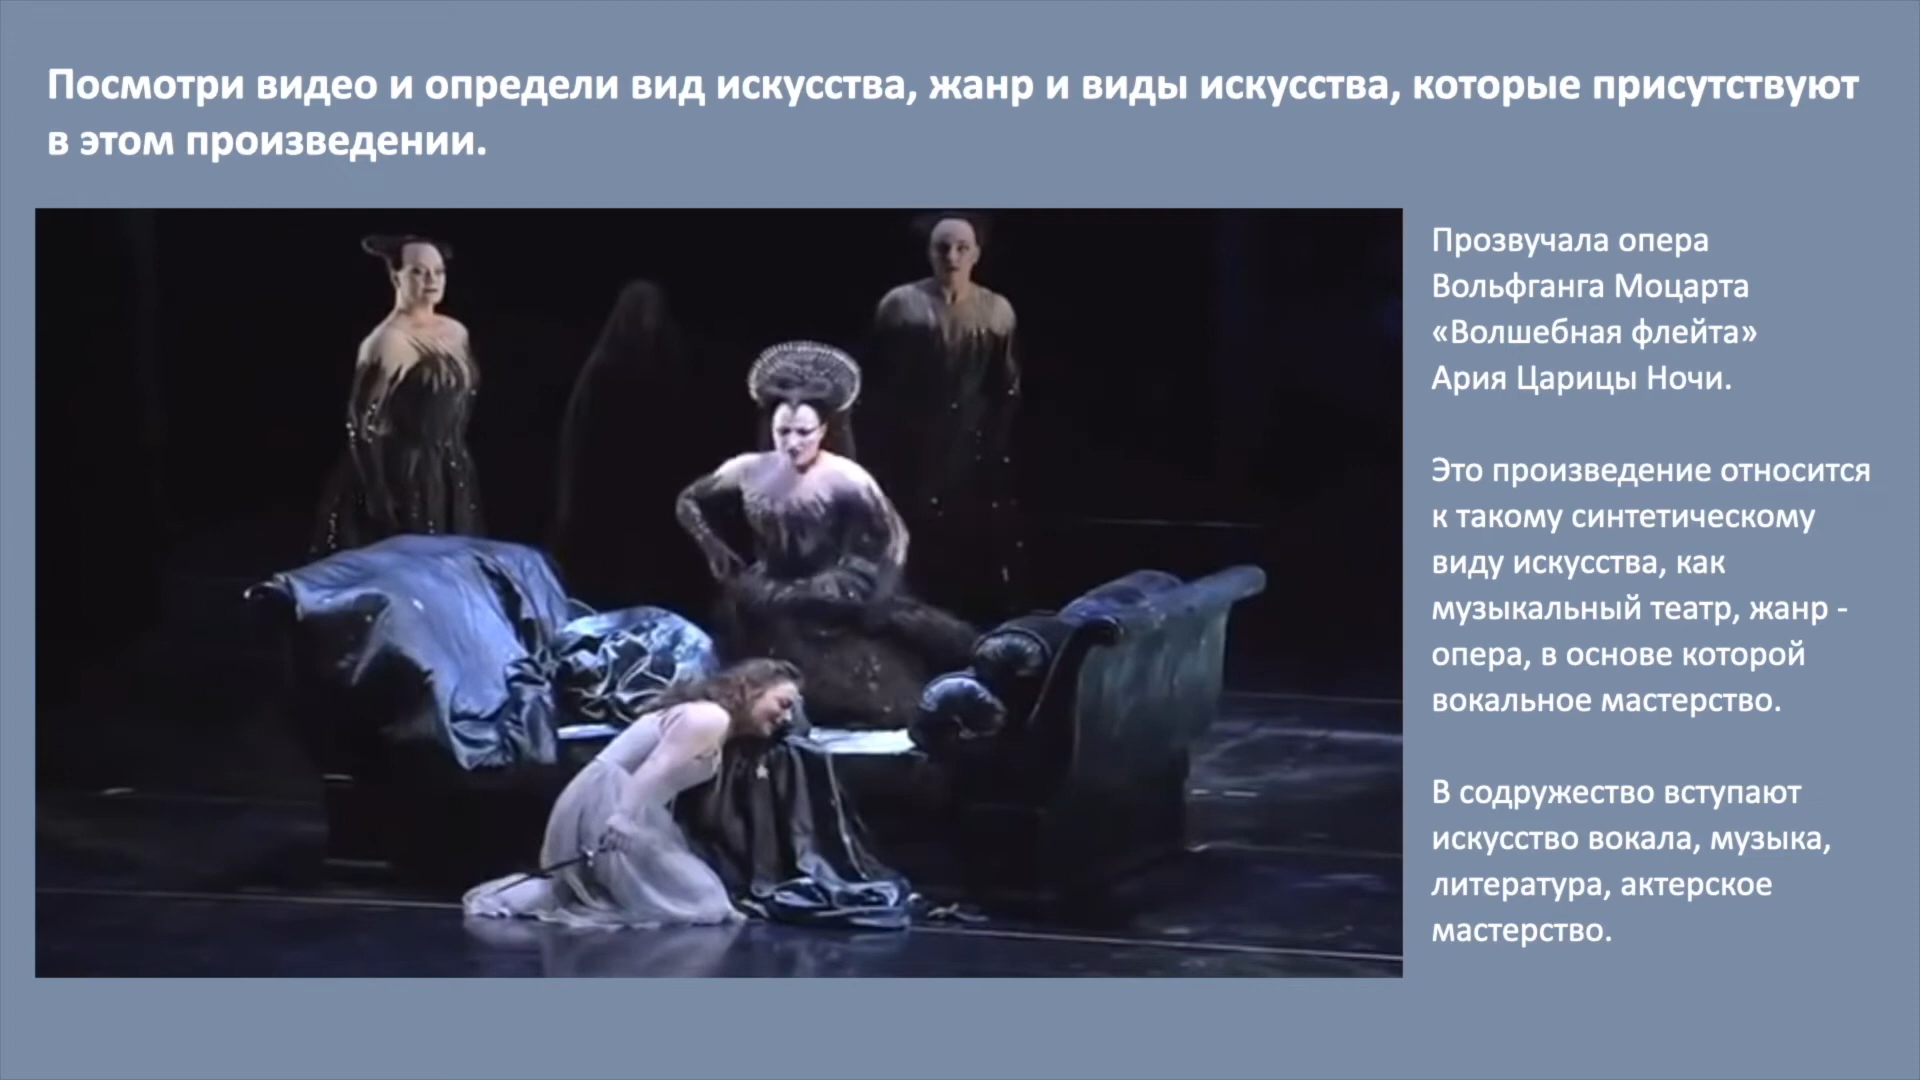 Посмотри видео и определи вид искусства, жанр и виды искусства, которые присутствуют
в этом произведении.
Прозвучала опера
Вольфганга Моцарта
«Волшебная флейта»
Ария Царицы Ночи.
Это произведение относится
к такому синтетическому
виду искусства, как
музыкальный театр, жанр -
опера, в основе которой
вокальное мастерство.
В содружество вступают
искусство вокала, музыка,
литература, актерское
мастерство.